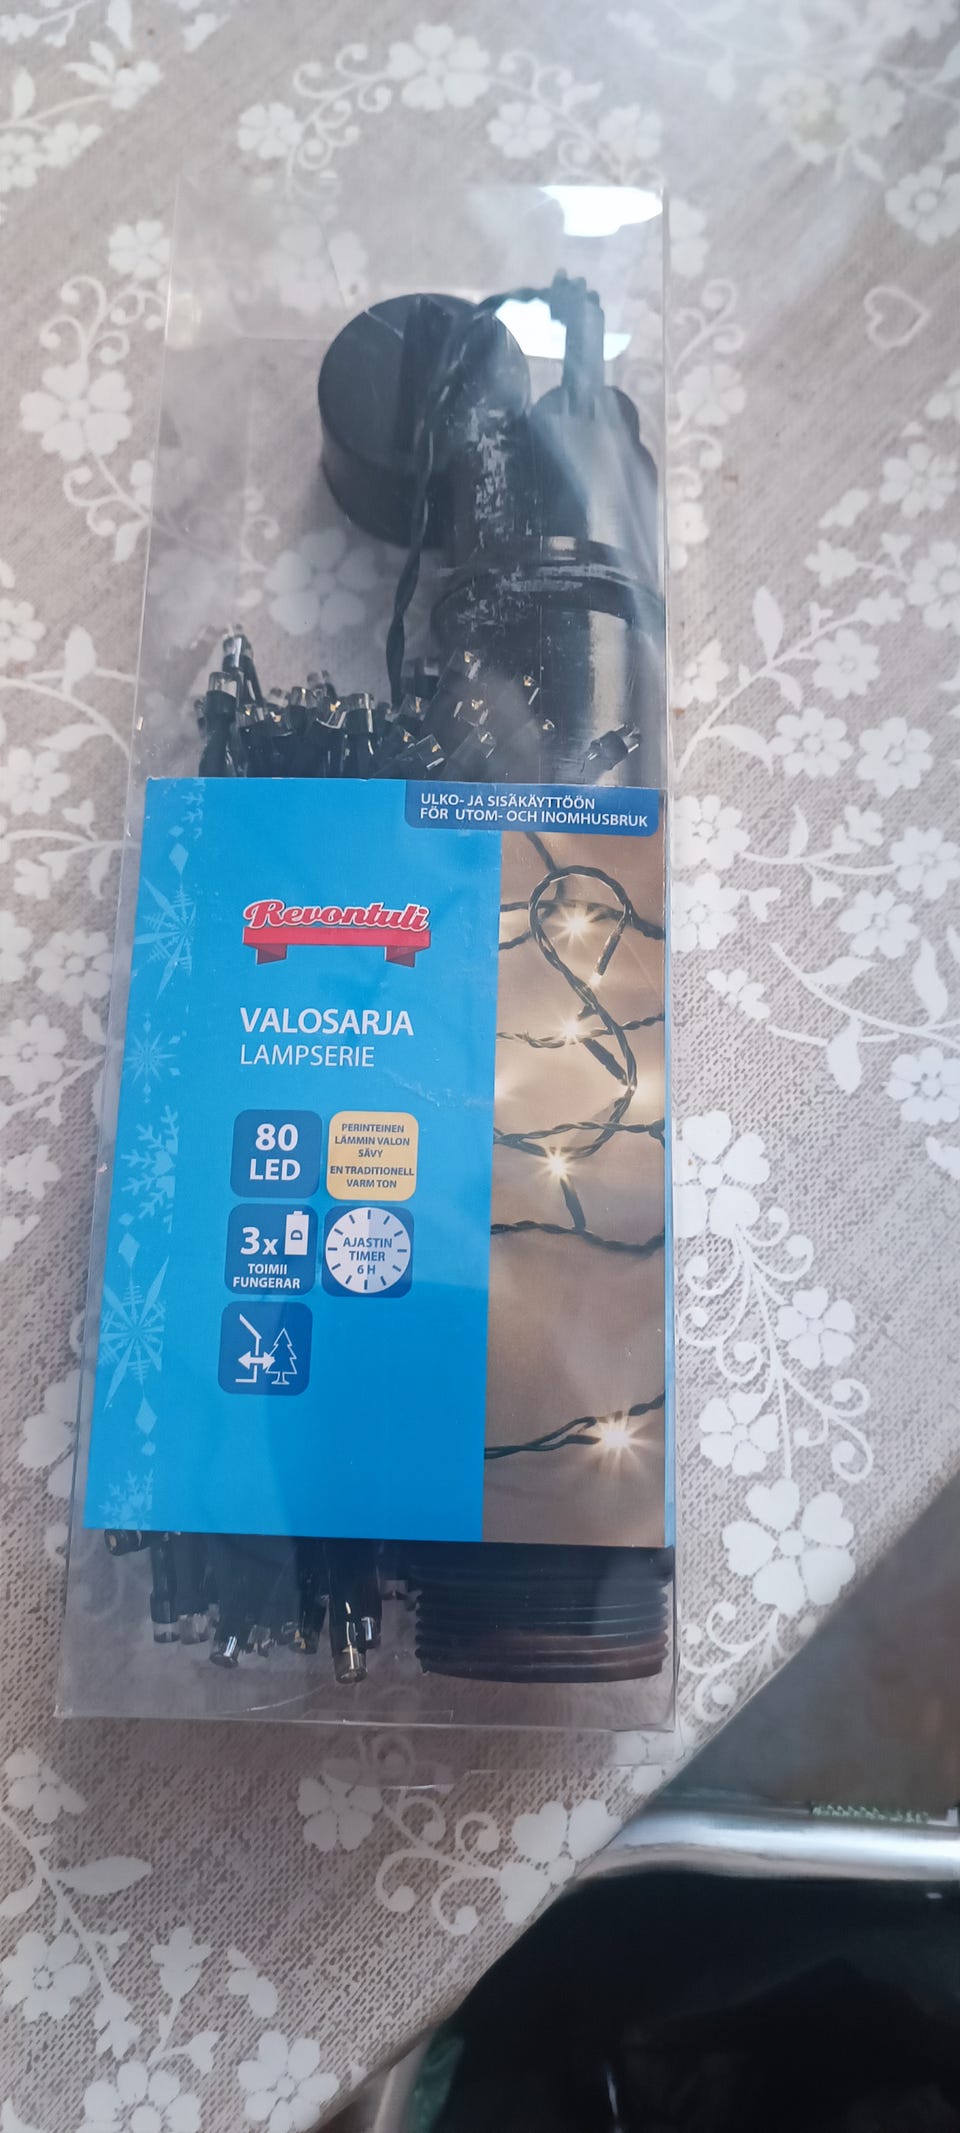 ULKO- JA SISÄKÄYTTÖÖN
FÖR UTOM- OCH INOMHUSBRUK
Revontuli
VALOSARJA
LAMPSERIE
80
LED
PERINTEINEN
LÄMMIN VALON
SÄVY
EN TRADITIONELL
VARM TON
3x D
TOIMII
FUNGERAR
AJASTIN
TIMER
6 H